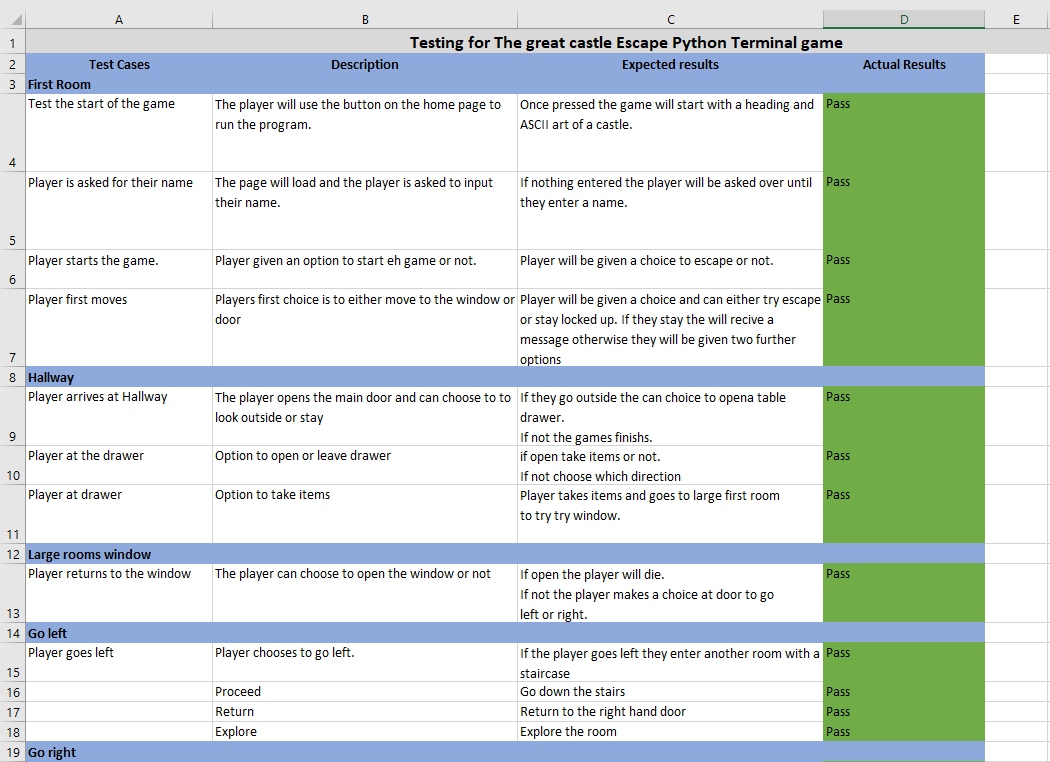 A B C D E
1 Testing for The great castle Escape Python Terminal game
2 Test Cases Description Expected results Actual Results
3 First Room
Test the start of the game The player will use the button on the home page to Once pressed the game will start with a heading and Pass
run the program. ASCII art of a castle.
4
Player is asked for their name The page will load and the player is asked to input If nothing entered the player will be asked over until Pass
their name. they enter a name.
5
Player starts the game. Player given an option to start eh game or not. Player will be given a choice to escape or not. Pass
6
Player first moves Players first choice is to either move to the window or Player will be given a choice and can either try escape Pass
door or stay locked up. If they stay the will recive a
message otherwise they will be given two further
7 options
8 Hallway
Player arrives at Hallway The player opens the main door and can choose to to If they go outside the can choice to opena table Pass
look outside or stay drawer.
9 If not the games finishs.
Player at the drawer Option to open or leave drawer if open take items or not. Pass
10 If not choose which direction
Player at drawer Option to take items Player takes items and goes to large first room Pass
to try try window.
11
12 Large rooms window
Player returns to the window The player can choose to open the window or not If open the player will die. Pass
If not the player makes a choice at door to go
13 left or right.
14 Go left
Player goes left Player chooses to go left. If the player goes left they enter another room with a Pass
15 staircase
16 Proceed Go down the stairs Pass
17 Return Return to the right hand door Pass
18 Explore Explore the room Pass
19 Go right